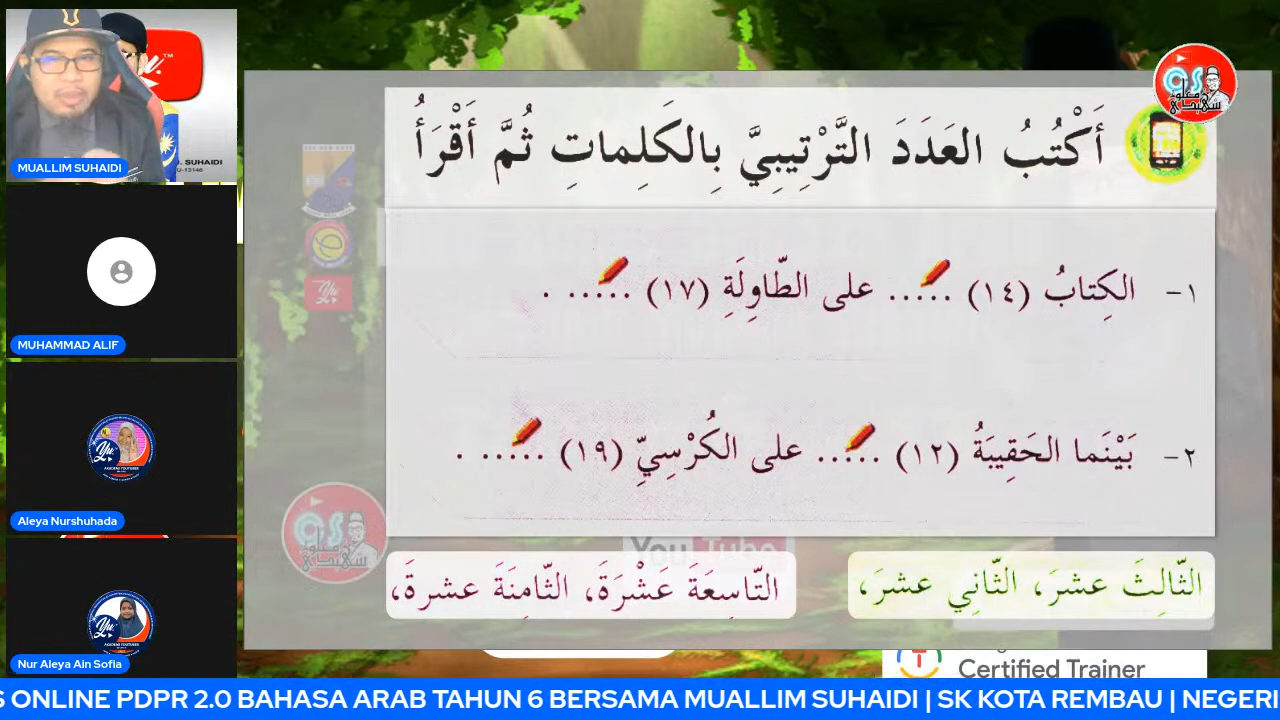 MUALLIM SUHAIDI
MUHAMMAD ALIF
Aleya Nurshuhada
Nur Aleya Ain Sofia
أَكْتُبُ العَدَدَ التَّرْتِيبِيَّ بِالكَلِماتِ ثُمَّ أَقْرَأُ
١- الكِتابُ (١٤) ..... على الطّاوِلَةِ (١٧) ..... .
٢- بَيْنَما الحَقِيبَةُ (١٢) ..... على الكُرْسِيِّ (١٩) ..... .
الثّالِثَ عشرَ، الثّانِي عشرَ،
التّاسِعَةَ عَشْرَةَ، الثّامِنَةَ عشرةَ،
You Tube
Certified Trainer
S ONLINE PDPR 2.0 BAHASA ARAB TAHUN 6 BERSAMA MUALLIM SUHAIDI | SK KOTA REMBAU | NEGERI